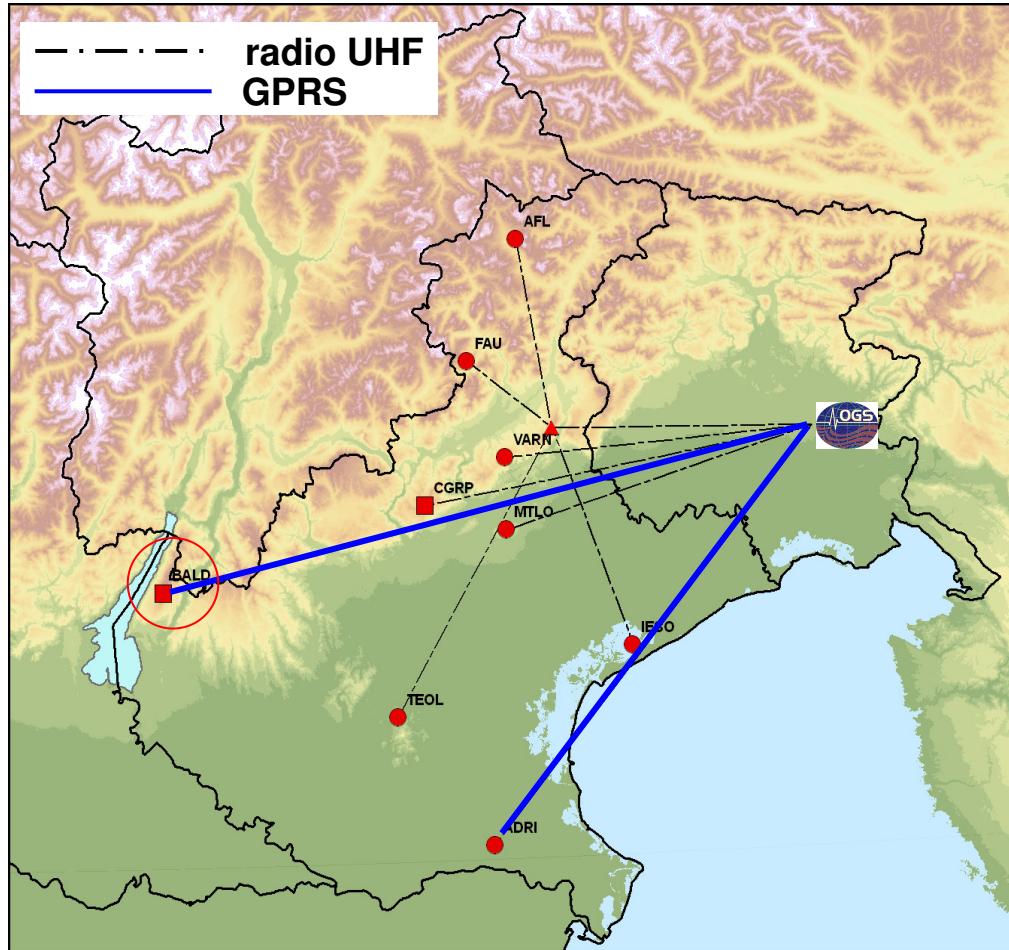 radio UHF
GPRS
AFL
FAU
OGS
VARN
CGRP
MTLO
BALD
IESO
TEOL
ADRI